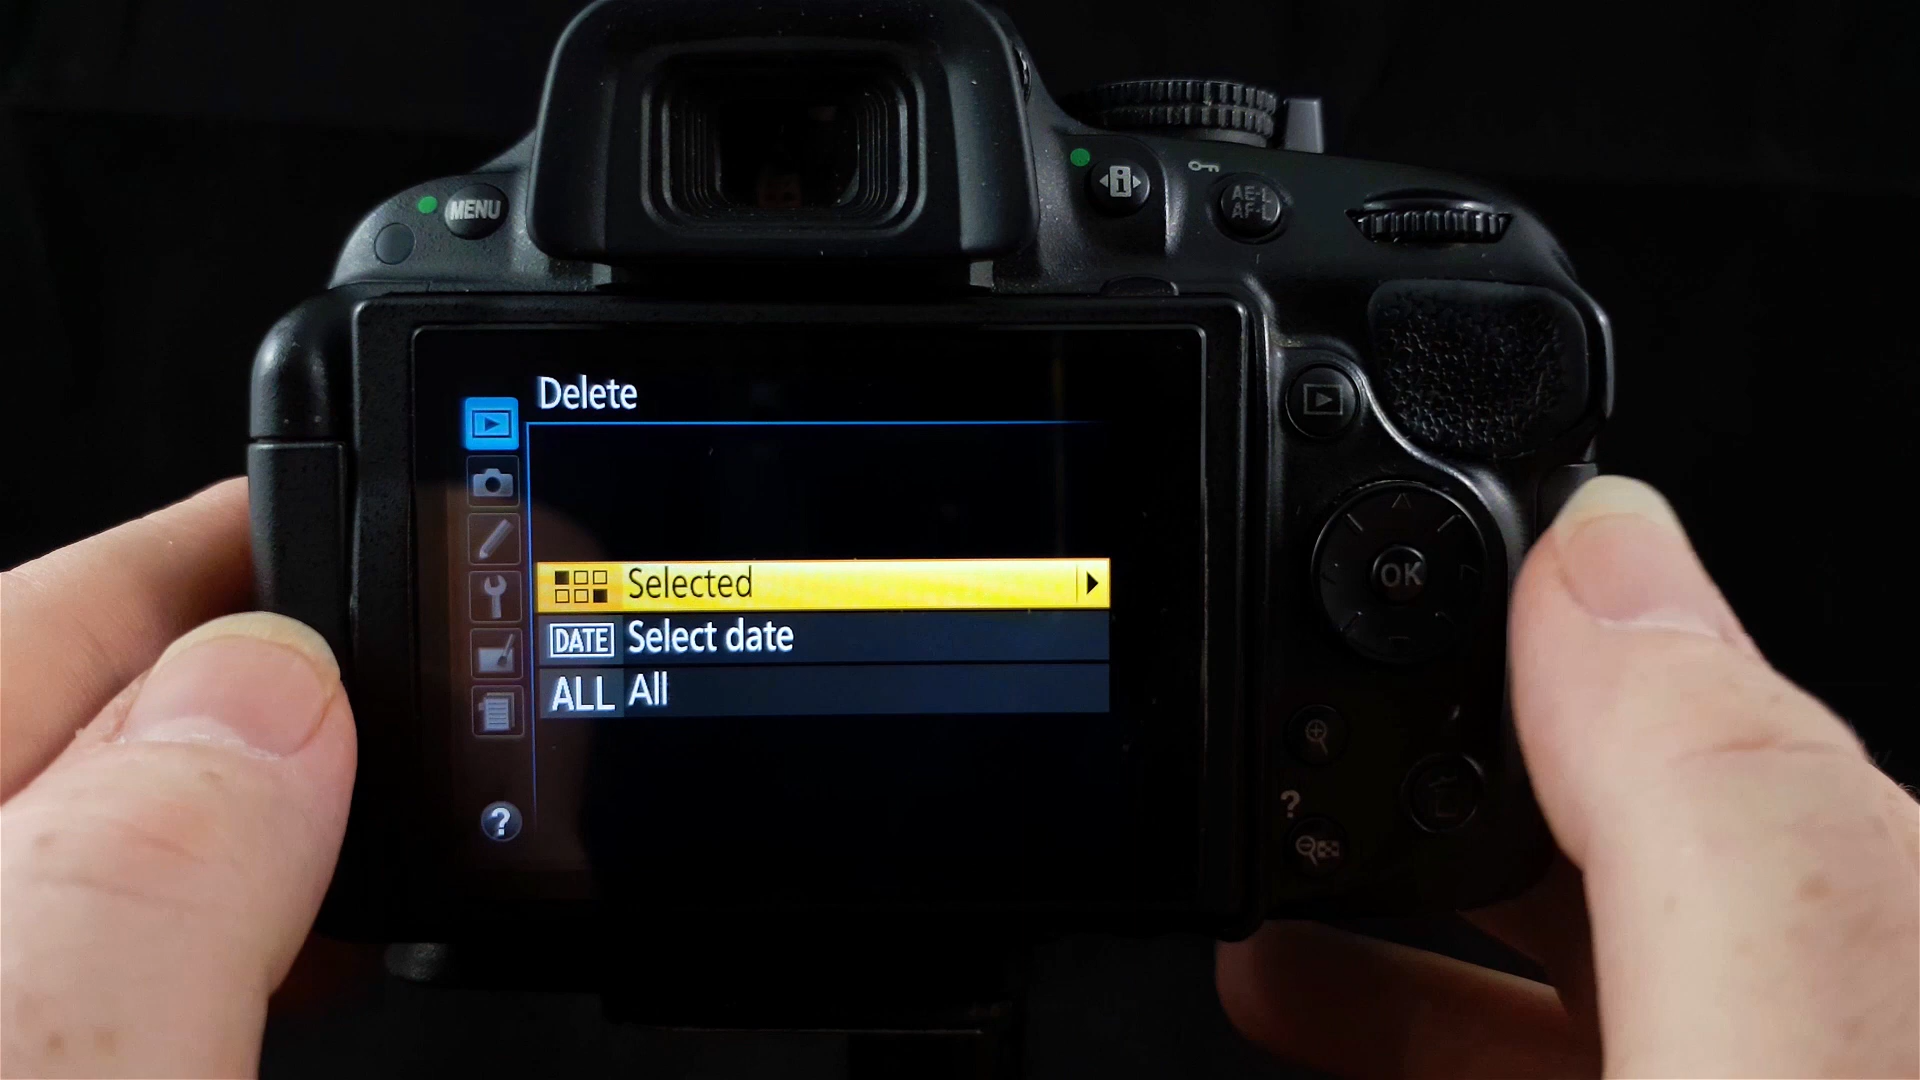 MENU
AE-L
AF-L
Delete
Selected
DATE Select date
ALL All
?
OK
?